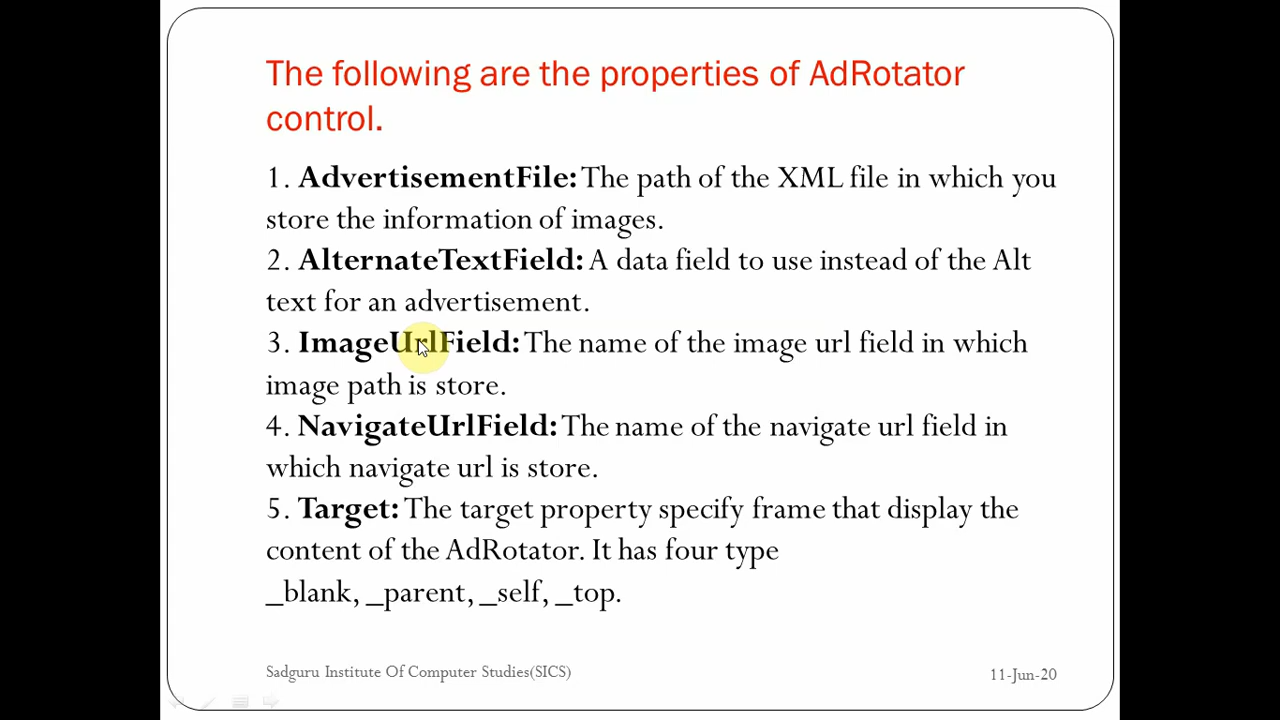 The following are the properties of AdRotator
control.
1. AdvertisementFile: The path of the XML file in which you
store the information of images.
2. AlternateTextField: A data field to use instead of the Alt
text for an advertisement.
3. ImageUrlField: The name of the image url field in which
image path is store.
4. NavigateUrlField: The name of the navigate url field in
which navigate url is store.
5. Target: The target property specify frame that display the
content of the AdRotator. It has four type
_blank, _parent, _self, _top.
Sadguru Institute Of Computer Studies(SICS)
11-Jun-20